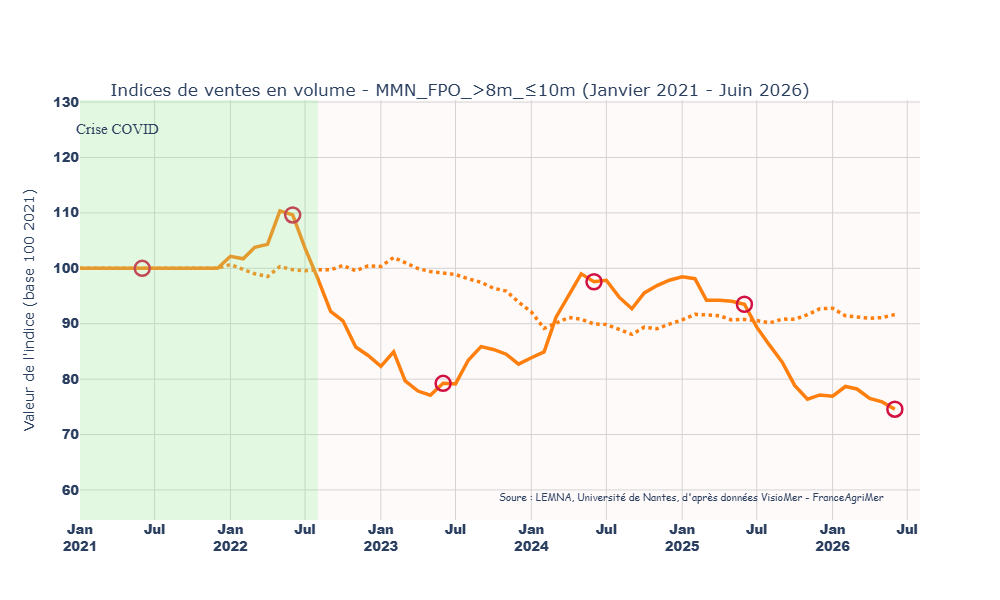 Indices de ventes en volume - MMN_FPO_>8m_≤10m (Janvier 2021 - Juin 2026)
Valeur de l'indice (base 100 2021)
130
120
110
100
90
80
70
60
Crise COVID
Soure : LEMNA, Université de Nantes, d'après données VisioMer - FranceAgriMer
Jan Jul Jan Jul Jan Jul Jan Jul Jan Jul Jan Jul
2021 2022 2023 2024 2025 2026